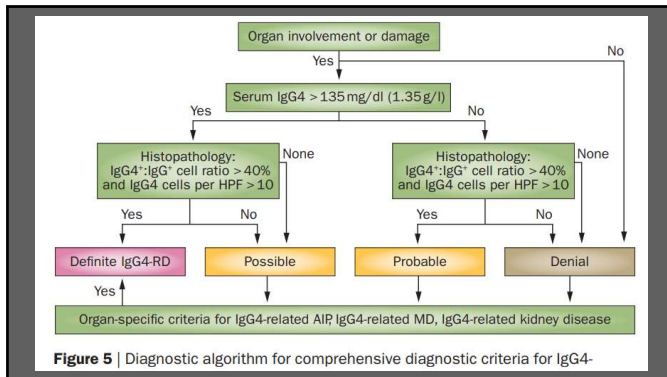 Organ involvement or damage
No
Yes
Serum IgG4 >135mg/dl (1.35g/l)
Yes
No
Histopathology:
IgG4⁺:IgG⁺ cell ratio >40%
and IgG4 cells per HPF >10
None
Histopathology:
IgG4⁺:IgG⁺ cell ratio >40%
and IgG4 cells per HPF >10
None
Yes
No
Yes
No
Definite IgG4-RD
Possible
Probable
Denial
Yes
Organ-specific criteria for IgG4-related AIP, IgG4-related MD, IgG4-related kidney disease
Figure 5 | Diagnostic algorithm for comprehensive diagnostic criteria for IgG4-